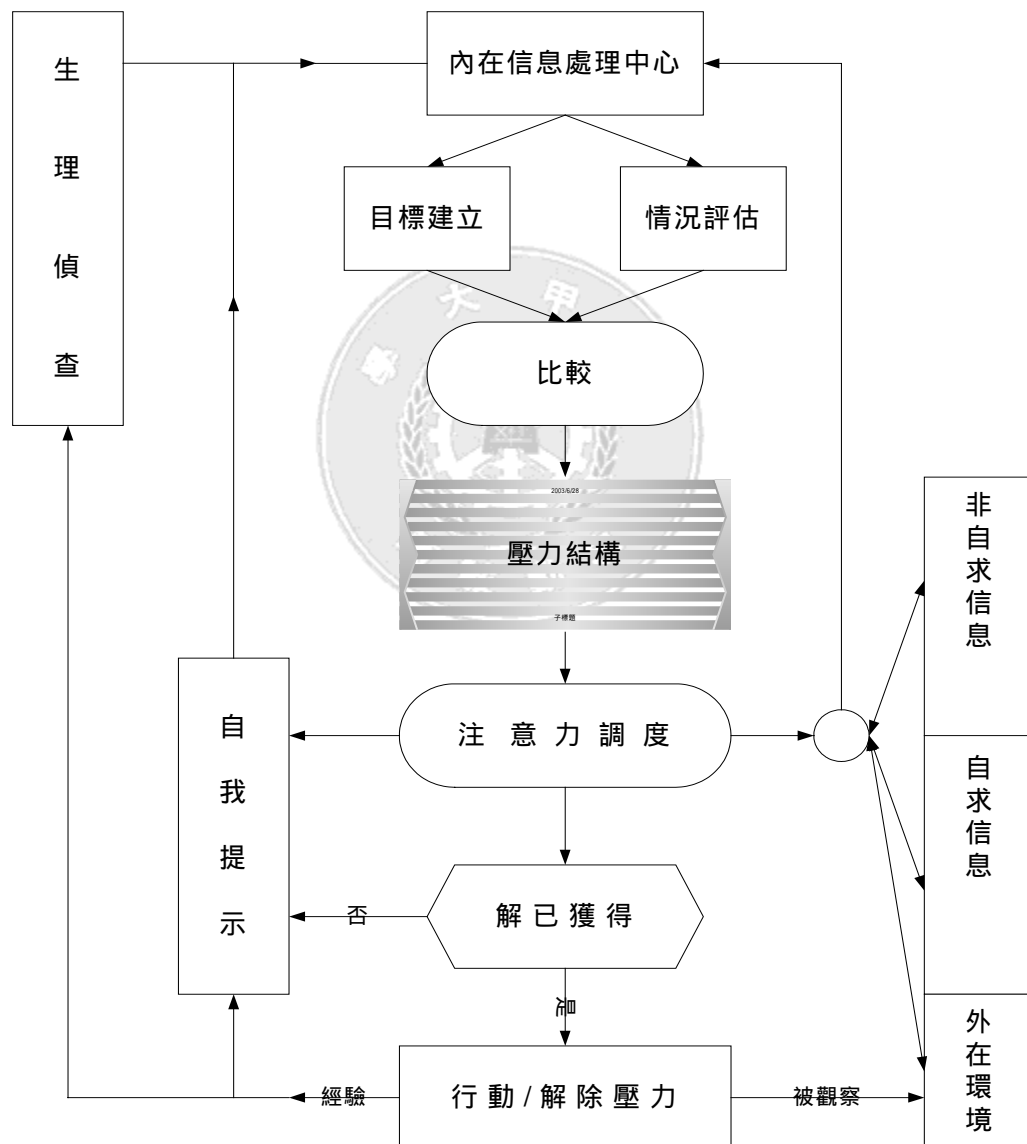 生理偵查
內在信息處理中心
目標建立
情況評估
大甲
比較
2003/6/28
壓力結構
子標題
非自求信息
自我提示
注意力調度
自求信息
否
解已獲得
是
外在環境
經驗
行動/解除壓力
被觀察